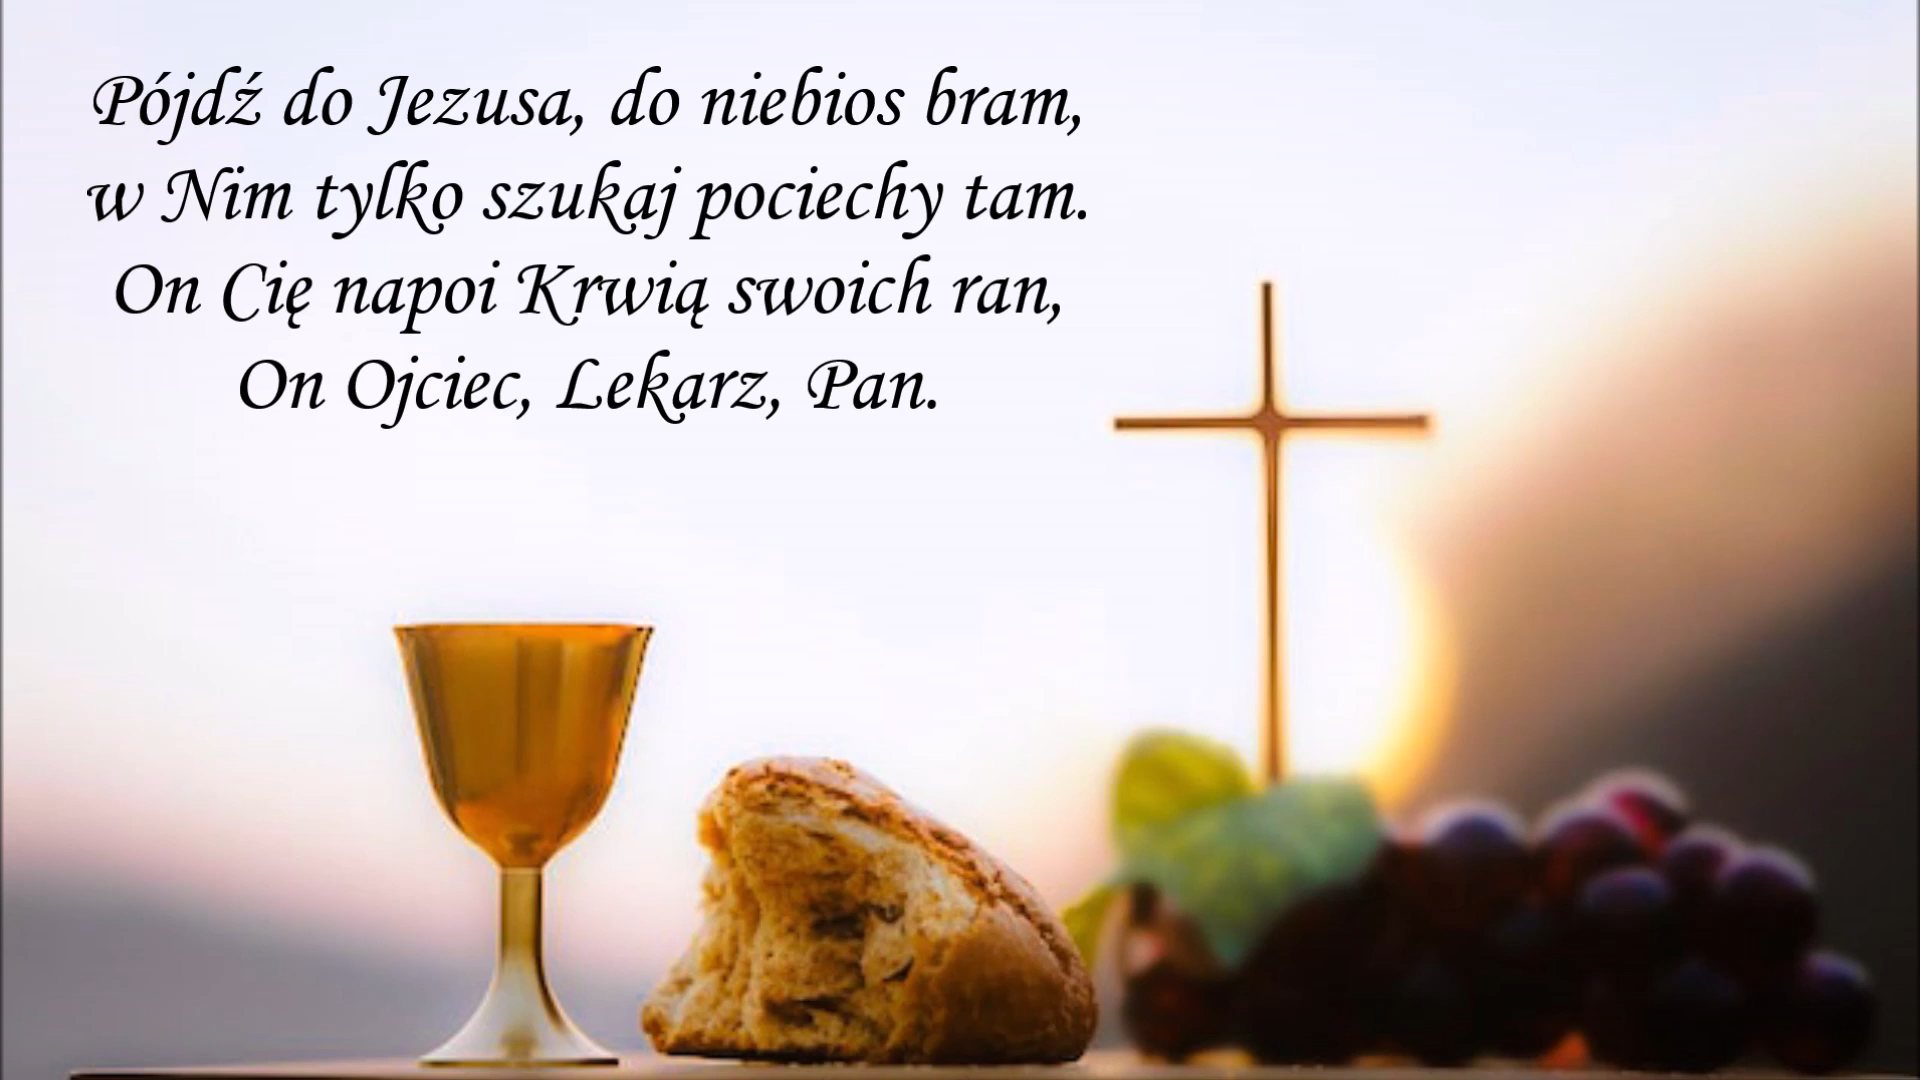 Pójdź do Jezusa, do niebios bram,
w Nim tylko szukaj pociechy tam.
On Cię napoi Krwią swoich ran,
On Ojciec, Lekarz, Pan.